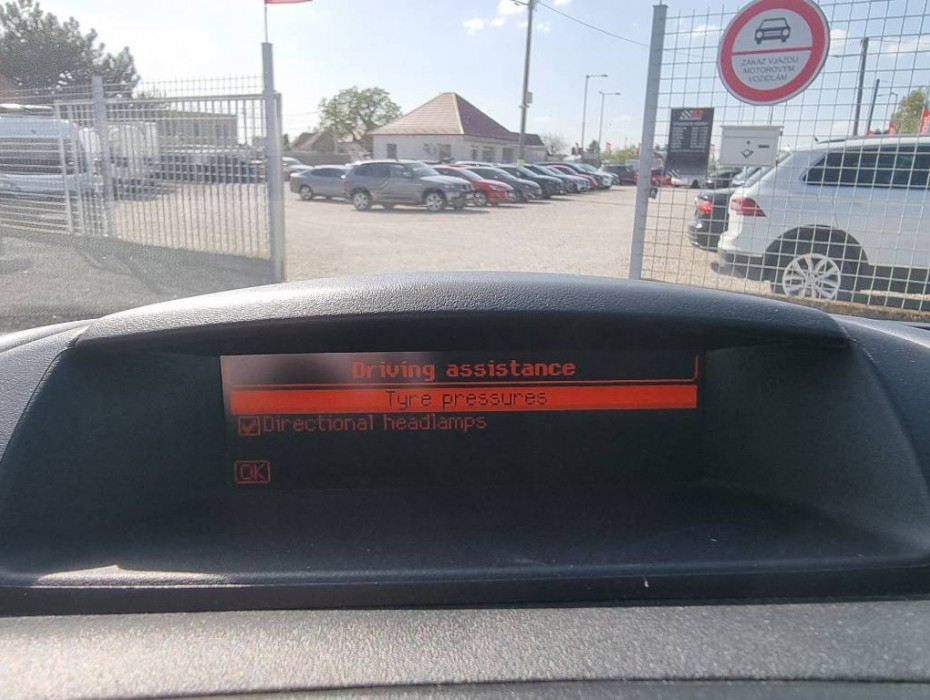 ZÁKAZ VJAZDU
MOTOROVÝM
VOZIDLÁM
Driving assistance
Tyre pressures
Directional headlamps
OK